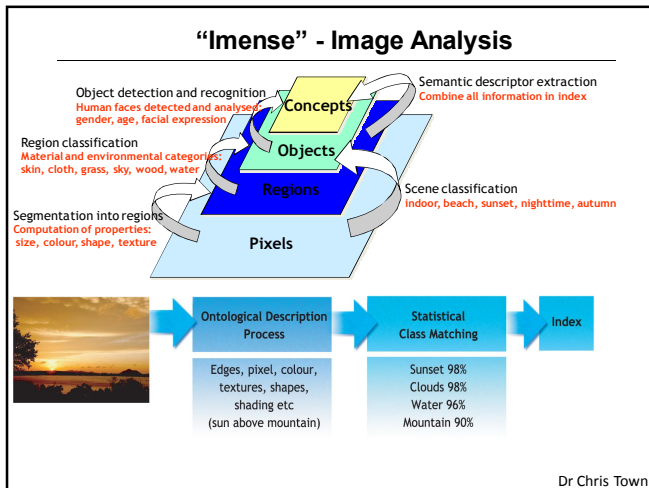 “Imense” - Image Analysis
Object detection and recognition
Human faces detected and analysed:
gender, age, facial expression
Region classification
Material and environmental categories:
skin, cloth, grass, sky, wood, water
Segmentation into regions
Computation of properties:
size, colour, shape, texture
Concepts
Objects
Regions
Pixels
Semantic descriptor extraction
Combine all information in index
Scene classification
indoor, beach, sunset, nighttime, autumn
Ontological Description
Process
Statistical
Class Matching
Index
Edges, pixel, colour,
textures, shapes,
shading etc
(sun above mountain)
Sunset 98%
Clouds 98%
Water 96%
Mountain 90%
Dr Chris Town